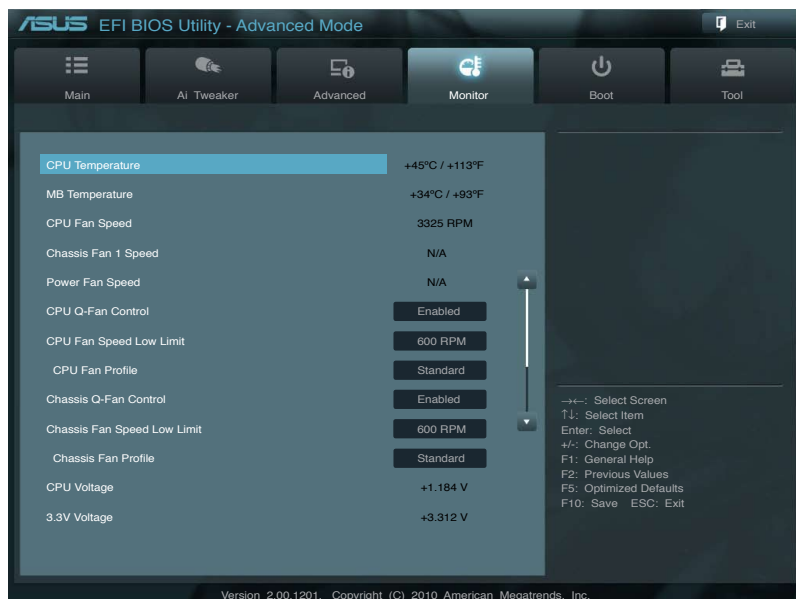 ASUS EFI BIOS Utility - Advanced Mode
Exit
Main Ai Tweaker Advanced Monitor Boot Tool
CPU Temperature +45ºC / +113ºF
MB Temperature +34ºC / +93ºF
CPU Fan Speed 3325 RPM
Chassis Fan 1 Speed N/A
Power Fan Speed N/A
CPU Q-Fan Control Enabled
CPU Fan Speed Low Limit 600 RPM
CPU Fan Profile Standard
Chassis Q-Fan Control Enabled
Chassis Fan Speed Low Limit 600 RPM
Chassis Fan Profile Standard
CPU Voltage +1.184 V
3.3V Voltage +3.312 V
→←: Select Screen
↑↓: Select Item
Enter: Select
+/-: Change Opt.
F1: General Help
F2: Previous Values
F5: Optimized Defaults
F10: Save ESC: Exit
Version 2.00.1201. Copyright (C) 2010 American Megatrends, Inc.